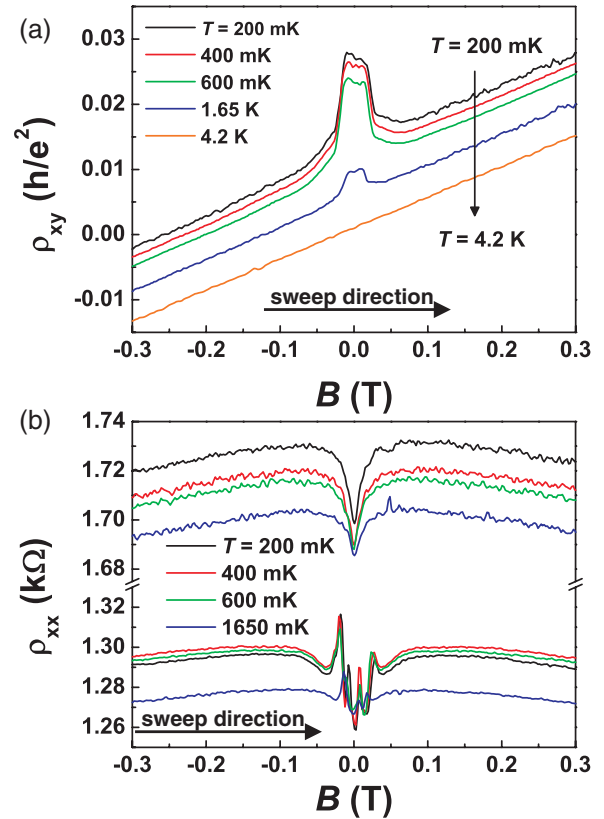 (a)
ρxy (h/e²)
0.03
0.02
0.01
0.00
-0.01
T = 200 mK
400 mK
600 mK
1.65 K
4.2 K
T = 200 mK
T = 4.2 K
sweep direction
-0.3 -0.2 -0.1 0.0 0.1 0.2 0.3
B (T)
(b)
ρxx (kΩ)
1.74
1.72
1.70
1.68
1.32
1.30
1.28
1.26
T = 200 mK
400 mK
600 mK
1650 mK
sweep direction
-0.3 -0.2 -0.1 0.0 0.1 0.2 0.3
B (T)